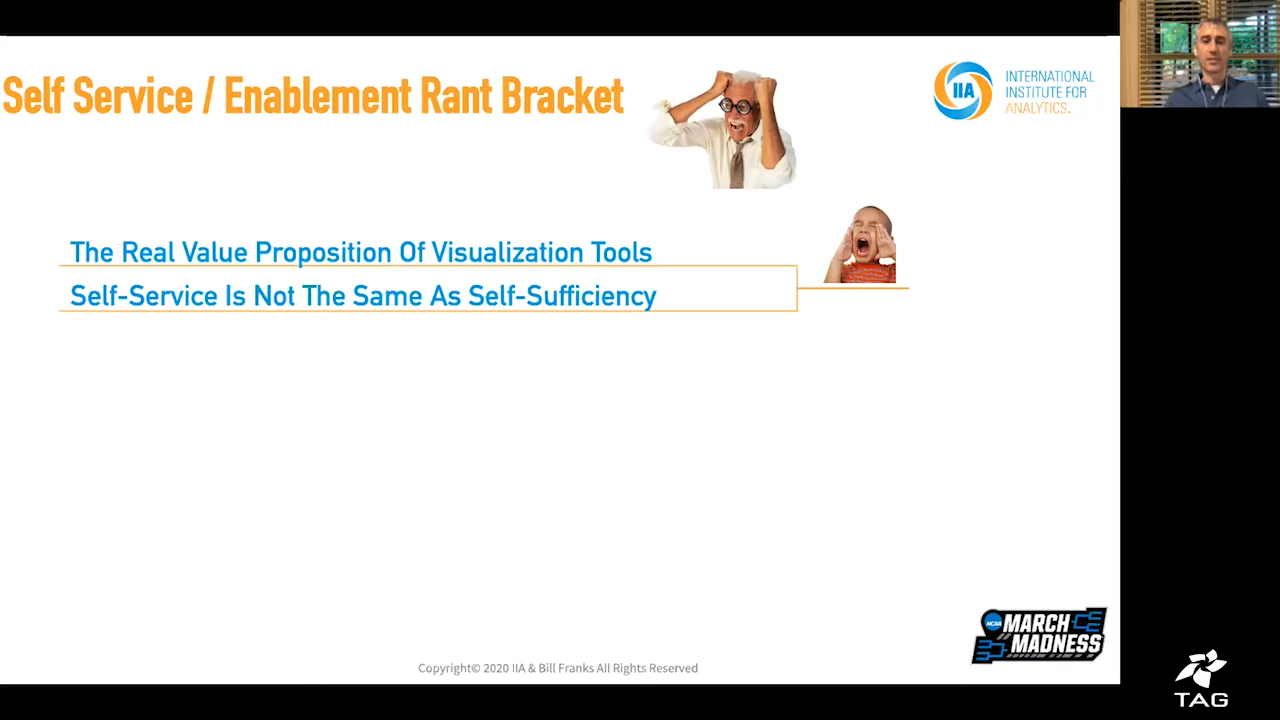 Self Service / Enablement Rant Bracket
IIA
INTERNATIONAL
INSTITUTE FOR
ANALYTICS.
The Real Value Proposition Of Visualization Tools
Self-Service Is Not The Same As Self-Sufficiency
NCAA
MARCH
MADNESS
Copyright© 2020 IIA & Bill Franks All Rights Reserved
TAG